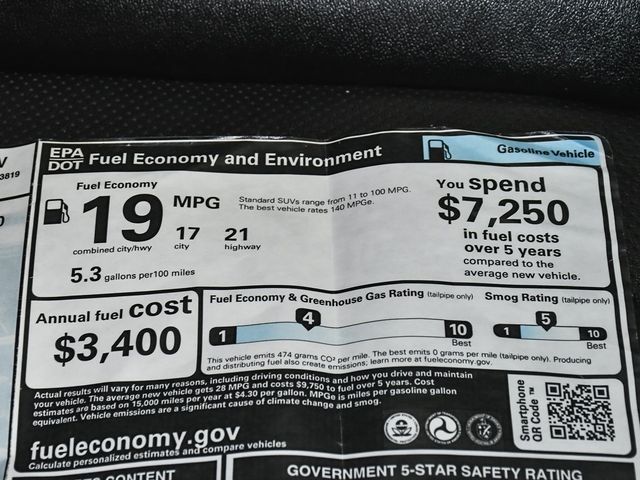 V
3819
0
EPA
DOT Fuel Economy and Environment
Gasoline Vehicle
Fuel Economy
19 MPG
combined city/hwy
17
city
21
highway
Standard SUVs range from 11 to 100 MPG.
The best vehicle rates 140 MPGe.
5.3 gallons per 100 miles
You Spend
$7,250
in fuel costs
over 5 years
compared to the
average new vehicle.
Annual fuel cost
$3,400
Fuel Economy & Greenhouse Gas Rating (tailpipe only)
1
4
10
Best
Smog Rating (tailpipe only)
1
5
10
Best
This vehicle emits 474 grams CO2 per mile. The best emits 0 grams per mile (tailpipe only). Producing
and distributing fuel also create emissions; learn more at fueleconomy.gov.
Actual results will vary for many reasons, including driving conditions and how you drive and maintain
your vehicle. The average new vehicle gets 28 MPG and costs $9,750 to fuel over 5 years. Cost
estimates are based on 15,000 miles per year at $4.30 per gallon. MPGe is miles per gasoline gallon
equivalent. Vehicle emissions are a significant cause of climate change and smog.
fueleconomy.gov
Calculate personalized estimates and compare vehicles
Smartphone
QR Code ™
S CONTENT
GOVERNMENT 5-STAR SAFETY RATING